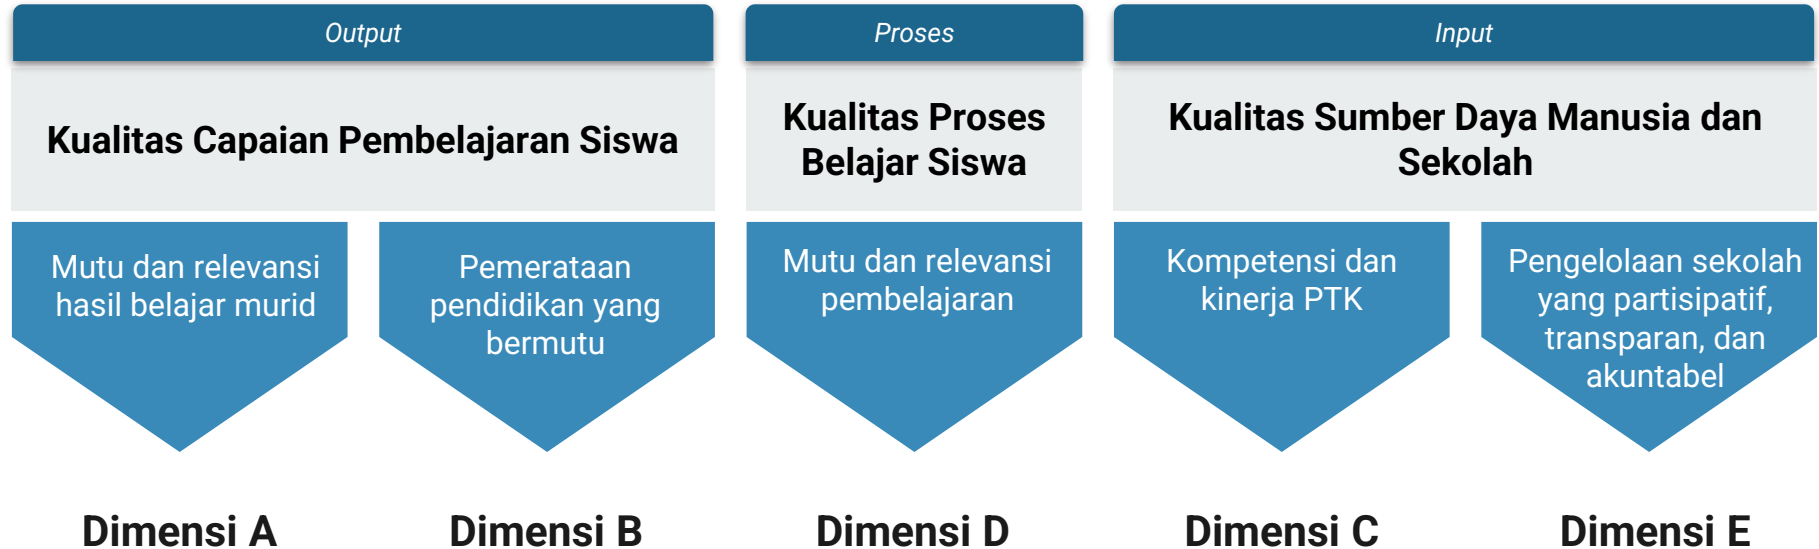 Output
Proses
Input
Kualitas Capaian Pembelajaran Siswa
Kualitas Proses
Belajar Siswa
Kualitas Sumber Daya Manusia dan
Sekolah
Mutu dan relevansi
hasil belajar murid
Pemerataan
pendidikan yang
bermutu
Mutu dan relevansi
pembelajaran
Kompetensi dan
kinerja PTK
Pengelolaan sekolah
yang partisipatif,
transparan, dan
akuntabel
Dimensi A
Dimensi B
Dimensi D
Dimensi C
Dimensi E